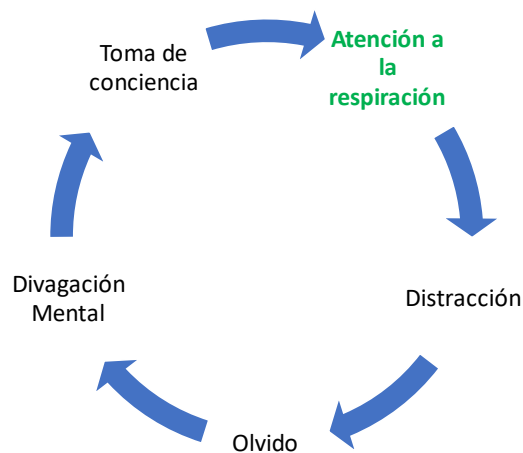 Toma de
conciencia
Atención a
la
respiración
Distracción
Olvido
Divagación
Mental